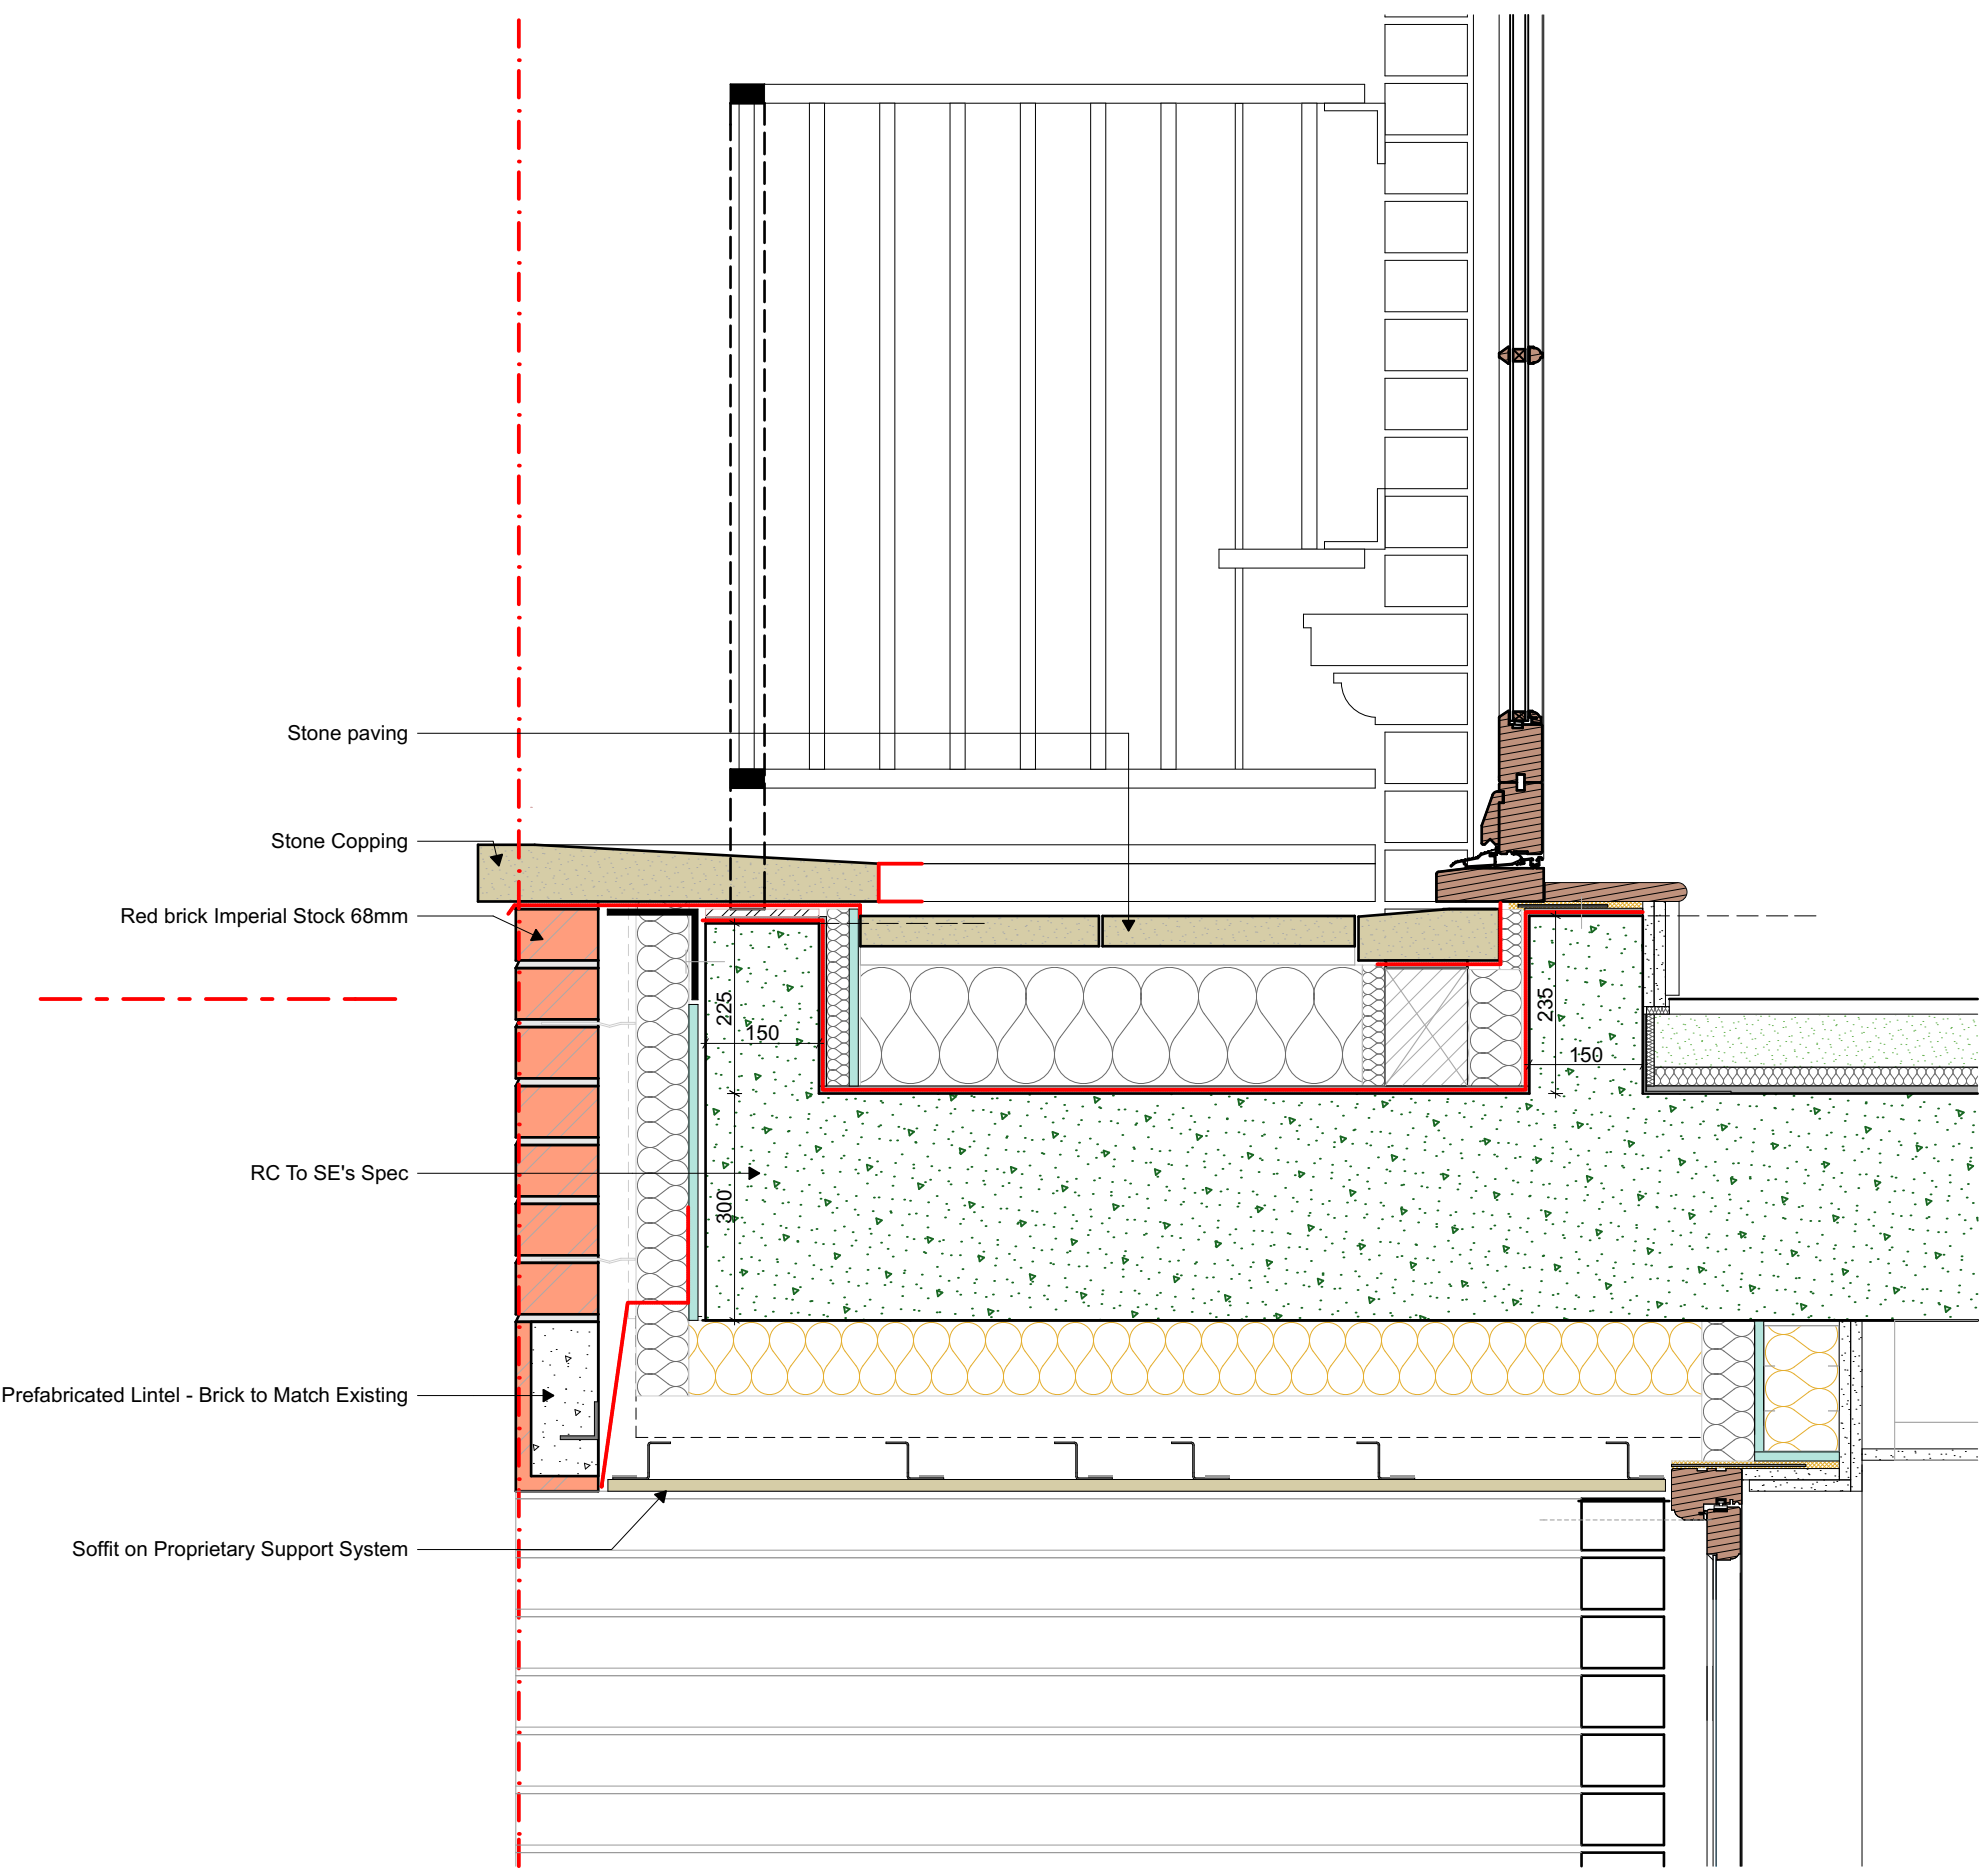 Stone paving
Stone Copping
Red brick Imperial Stock 68mm
225
150
235
150
RC To SE's Spec
300
Prefabricated Lintel - Brick to Match Existing
Soffit on Proprietary Support System